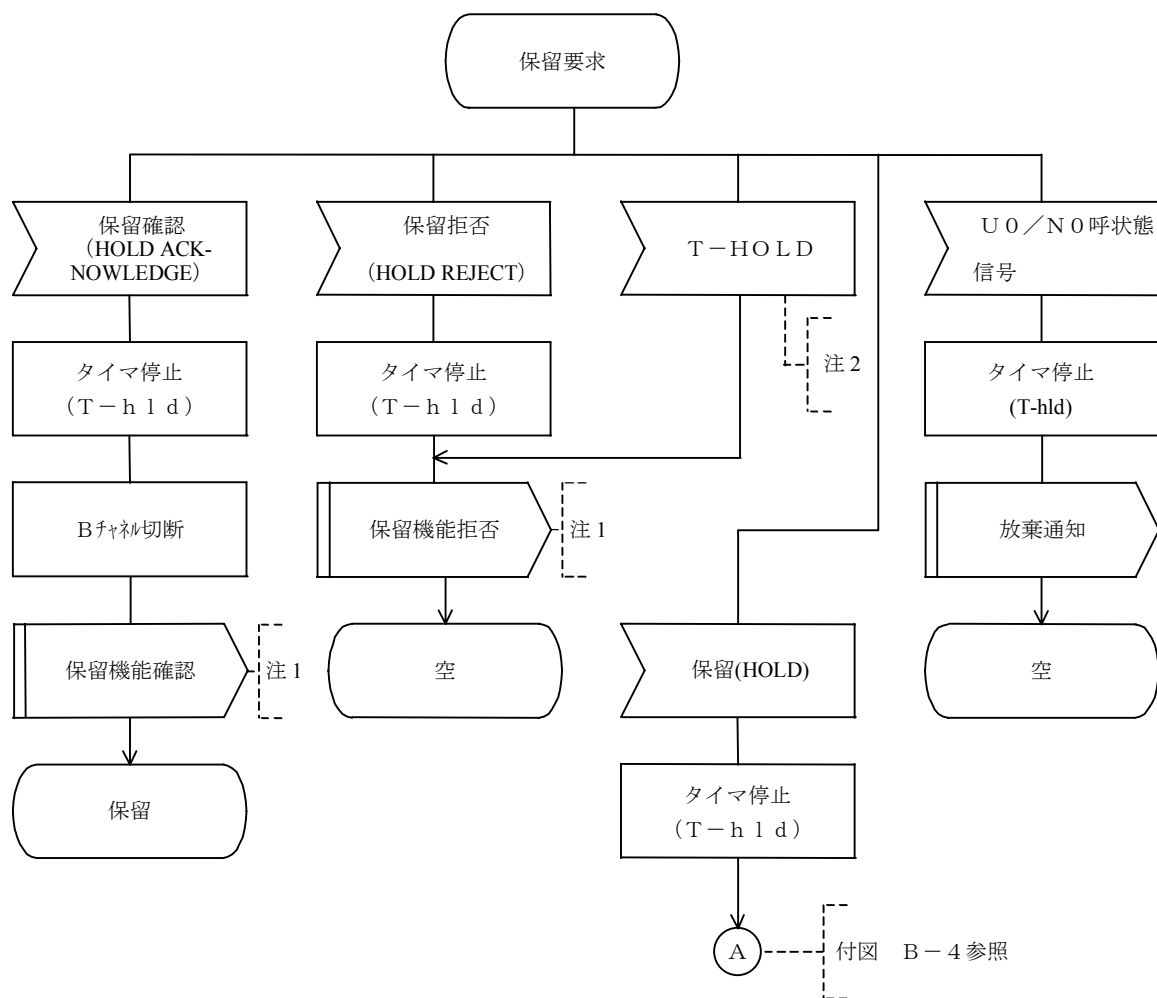 保留要求
保留確認
（HOLD ACK-
NOWLEDGE）
保留拒否
(HOLD REJECT)
Ｔ－ＨＯＬＤ
Ｕ０／Ｎ０呼状態
信号
注２
タイマ停止
（Ｔ－ｈｌｄ）
タイマ停止
（Ｔ－ｈｌｄ）
タイマ停止
(T-hld)
Ｂﾁｬﾈﾙ切断
保留機能拒否
注１
放棄通知
保留機能確認
注１
空
保留(HOLD)
空
保留
タイマ停止
（Ｔ－ｈｌｄ）
A
付図　Ｂ－４参照